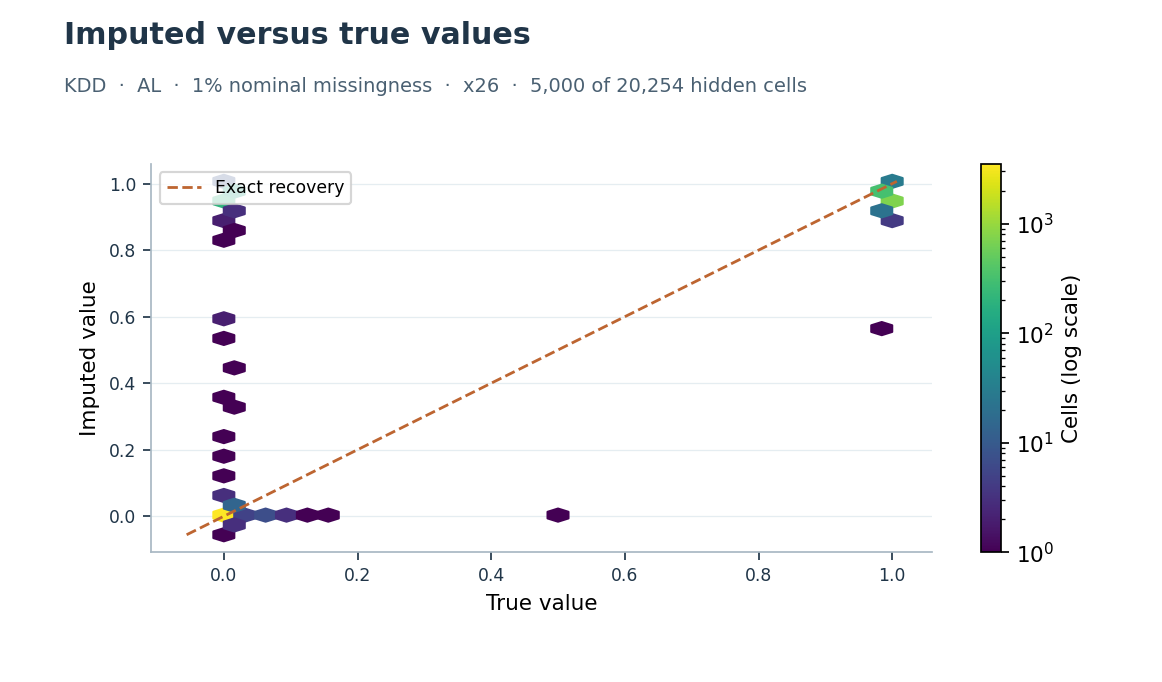 Imputed versus true values
KDD · AL · 1% nominal missingness · x26 · 5,000 of 20,254 hidden cells
Exact recovery
1.0
0.8
0.6
0.4
0.2
0.0
Imputed value
0.0 0.2 0.4 0.6 0.8 1.0
True value
10³
10²
10¹
10⁰
Cells (log scale)